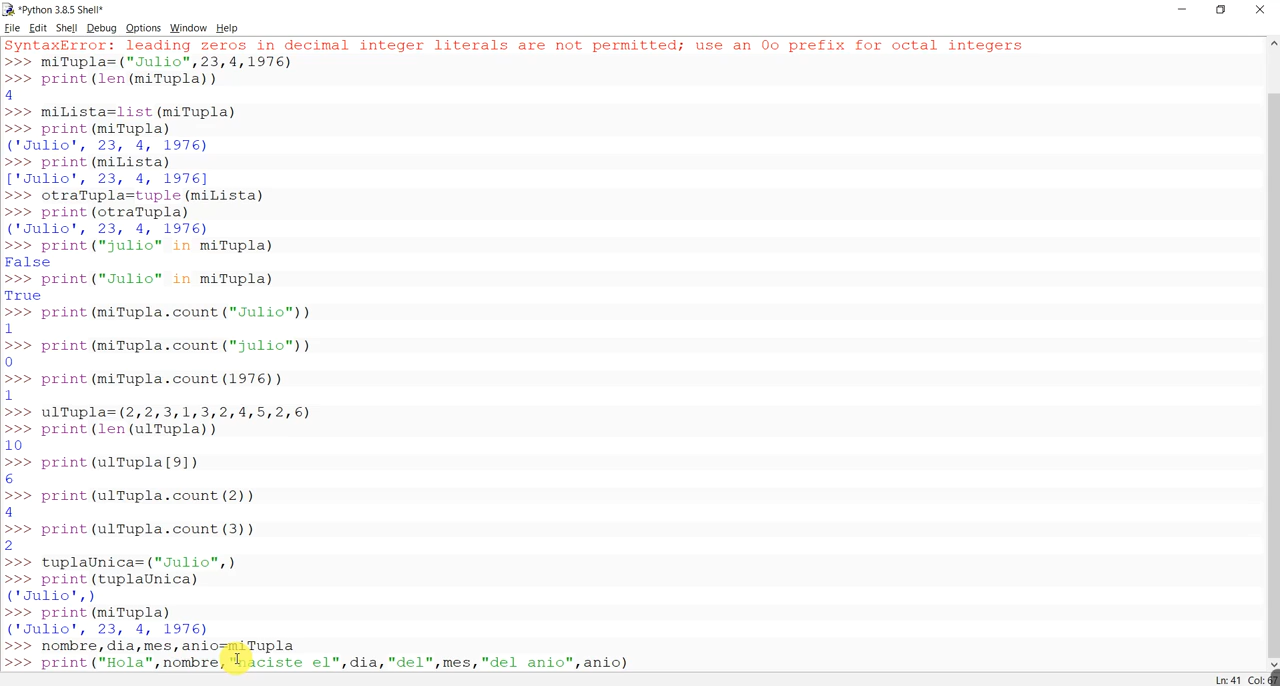 *Python 3.8.5 Shell*
File Edit Shell Debug Options Window Help
SyntaxError: leading zeros in decimal integer literals are not permitted; use an 0o prefix for octal integers
>>> miTupla=("Julio",23,4,1976)
>>> print(len(miTupla))
4
>>> miLista=list(miTupla)
>>> print(miTupla)
('Julio', 23, 4, 1976)
>>> print(miLista)
['Julio', 23, 4, 1976]
>>> otraTupla=tuple(miLista)
>>> print(otraTupla)
('Julio', 23, 4, 1976)
>>> print("julio" in miTupla)
False
>>> print("Julio" in miTupla)
True
>>> print(miTupla.count("Julio"))
1
>>> print(miTupla.count("julio"))
0
>>> print(miTupla.count(1976))
1
>>> ulTupla=(2,2,3,1,3,2,4,5,2,6)
>>> print(len(ulTupla))
10
>>> print(ulTupla[9])
6
>>> print(ulTupla.count(2))
4
>>> print(ulTupla.count(3))
2
>>> tuplaUnica=("Julio",)
>>> print(tuplaUnica)
('Julio',)
>>> print(miTupla)
('Julio', 23, 4, 1976)
>>> nombre,dia,mes,anio=miTupla
>>> print("Hola",nombre,"naciste el",dia,"del",mes,"del anio",anio)
Ln: 41 Col: 67